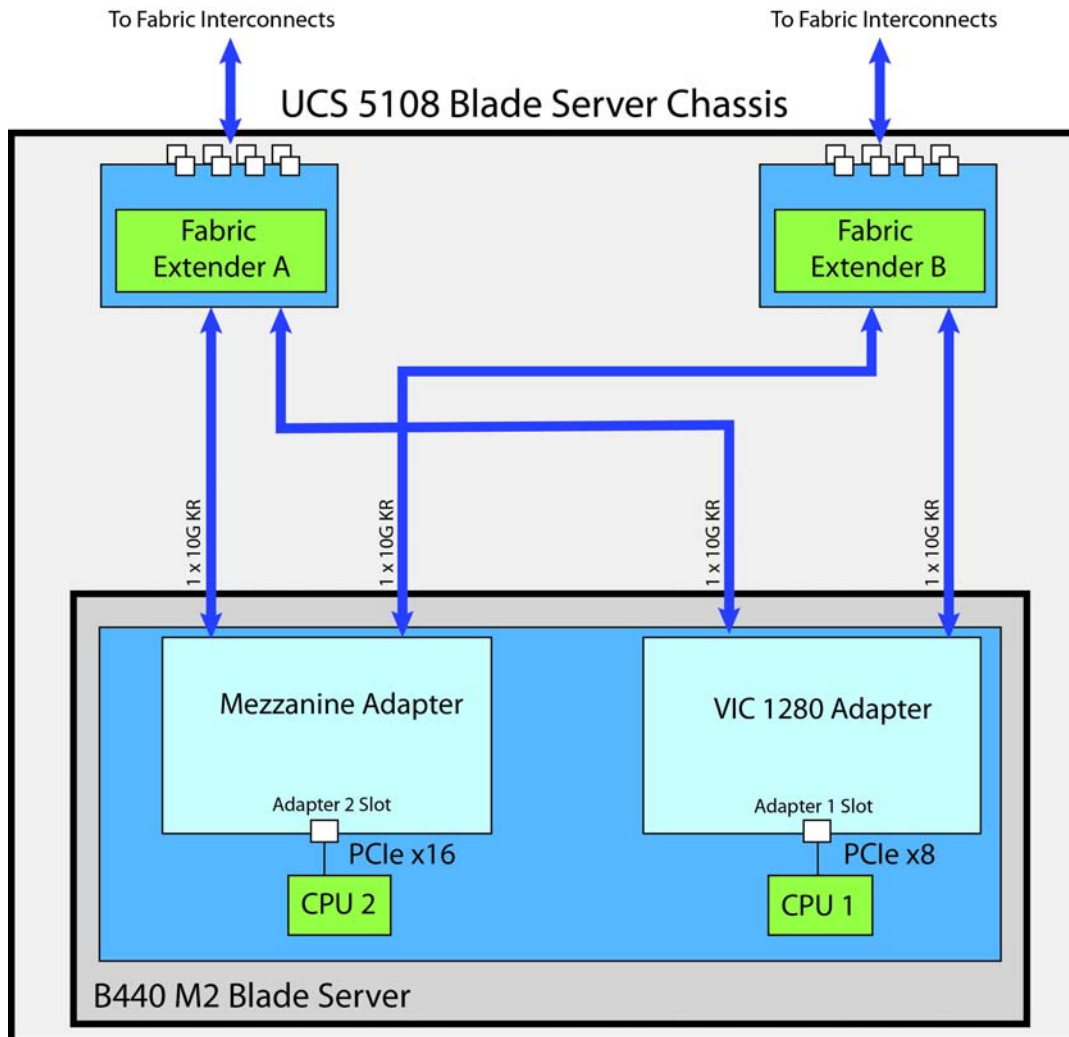 To Fabric Interconnects
To Fabric Interconnects
UCS 5108 Blade Server Chassis
Fabric
Extender A
Fabric
Extender B
1 x 10G KR
1 x 10G KR
1 x 10G KR
1 x 10G KR
Mezzanine Adapter
VIC 1280 Adapter
Adapter 2 Slot
Adapter 1 Slot
PCIe x16
PCIe x8
CPU 2
CPU 1
B440 M2 Blade Server